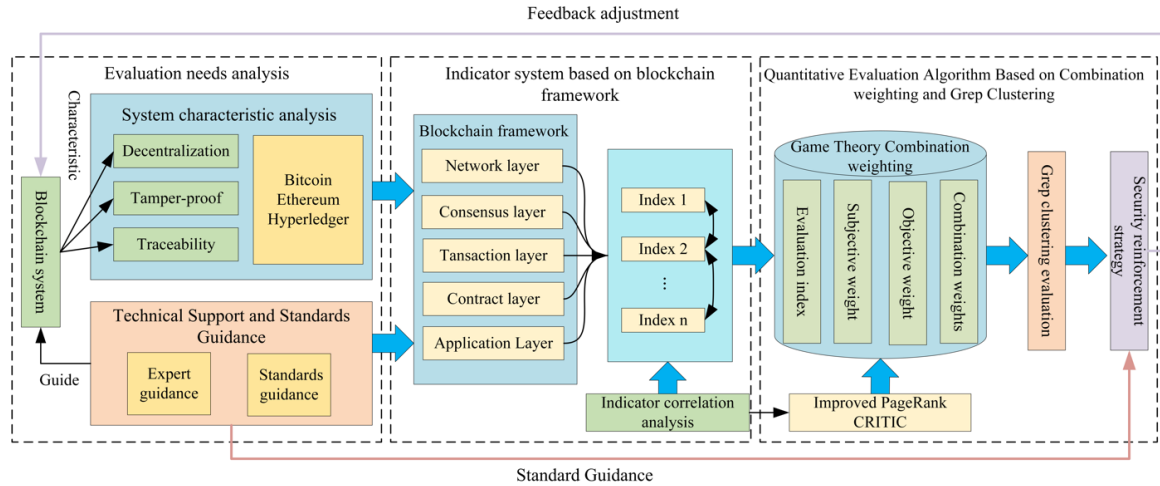 Feedback adjustment
Evaluation needs analysis
Characteristic
System characteristic analysis
Decentralization
Tamper-proof
Traceability
Bitcoin
Ethereum
Hyperledger
Blockchain system
Technical Support and Standards
Guidance
Expert
guidance
Standards
guidance
Guide
Indicator system based on blockchain
framework
Blockchain framework
Network layer
Consensus layer
Tansaction layer
Contract layer
Application Layer
Index 1
Index 2
...
Index n
Indicator correlation
analysis
Quantitative Evaluation Algorithm Based on Combination
weighting and Grep Clustering
Game Theory Combination
weighting
Evaluation index
Subjective weight
Objective weight
Combination weights
Improved PageRank
CRITIC
Grep clustering evaluation
Security reinforcement
strategy
Standard Guidance